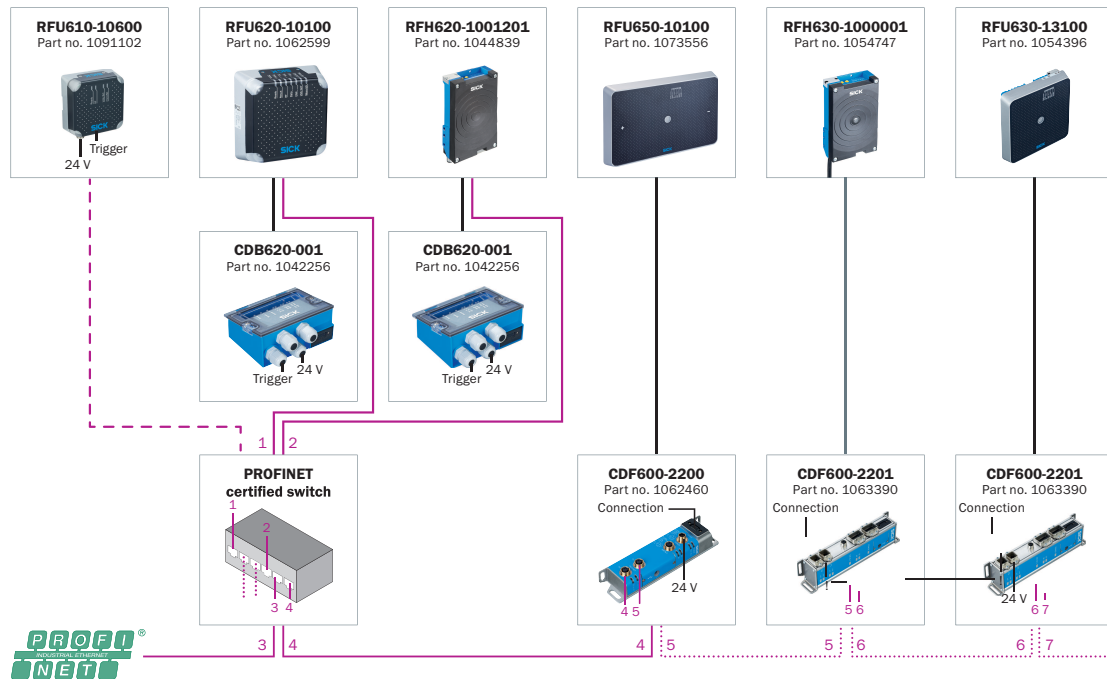 RFU610-10600
Part no. 1091102
RFU620-10100
Part no. 1062599
RFH620-1001201
Part no. 1044839
RFU650-10100
Part no. 1073556
RFH630-1000001
Part no. 1054747
RFU630-13100
Part no. 1054396
SICK
SICK
SICK
SICK
Trigger
24 V
CDB620-001
Part no. 1042256
CDB620-001
Part no. 1042256
SICK
SICK
24 V
Trigger
24 V
Trigger
1
2
PROFINET
certified switch
1
2
3 4
CDF600-2200
Part no. 1062460
Connection
24 V
4 5
CDF600-2201
Part no. 1063390
Connection
5 6
CDF600-2201
Part no. 1063390
Connection
24 V
6 7
PROFI
INDUSTRIAL ETHERNET
NET
®
3
4
4
5
5
6
6
7